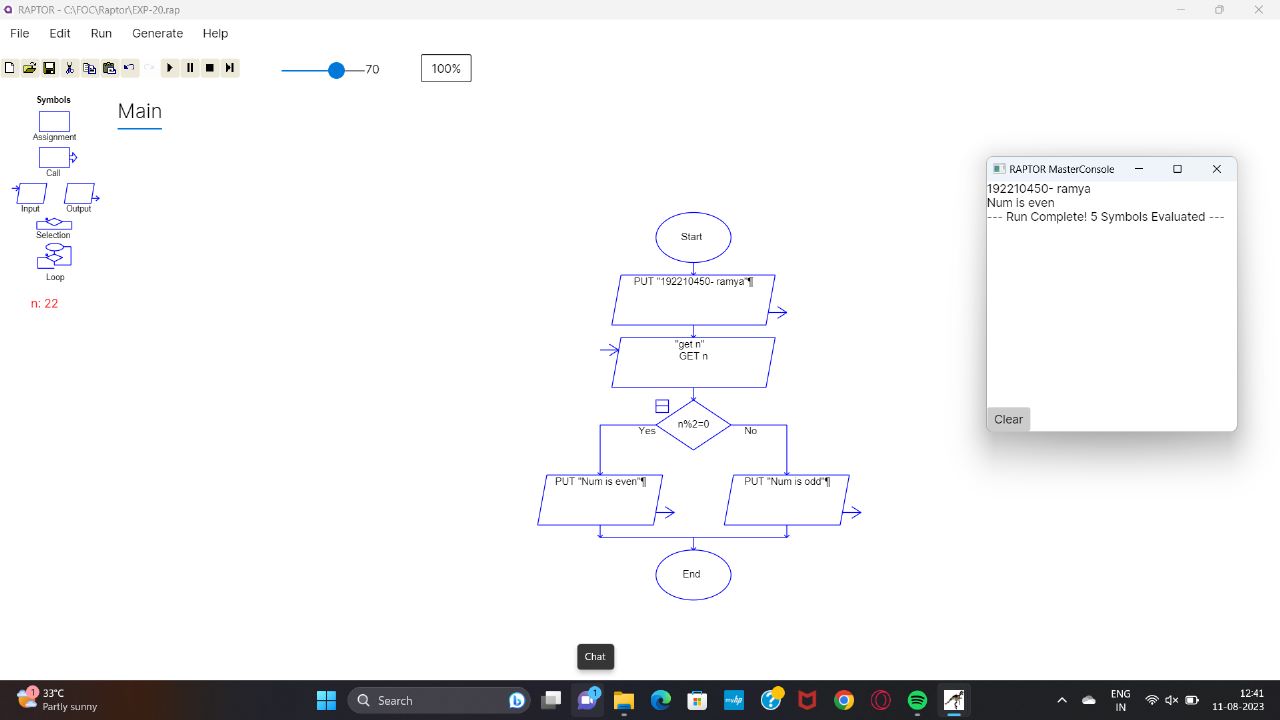 RAPTOR - C:\FOC\Raptor\EXP-20.rap
File Edit Run Generate Help
70
100%
Symbols
Main
Assignment
Call
Input Output
Selection
Loop
n: 22
Start
PUT "192210450- ramya"¶
"get n"
GET n
n%2=0
Yes No
PUT "Num is even"¶ PUT "Num is odd"¶
End
RAPTOR MasterConsole
192210450- ramya
Num is even
--- Run Complete! 5 Symbols Evaluated ---
Clear
Chat
1
33°C
Partly sunny
Search
1
myhp
ENG
IN
12:41
11-08-2023